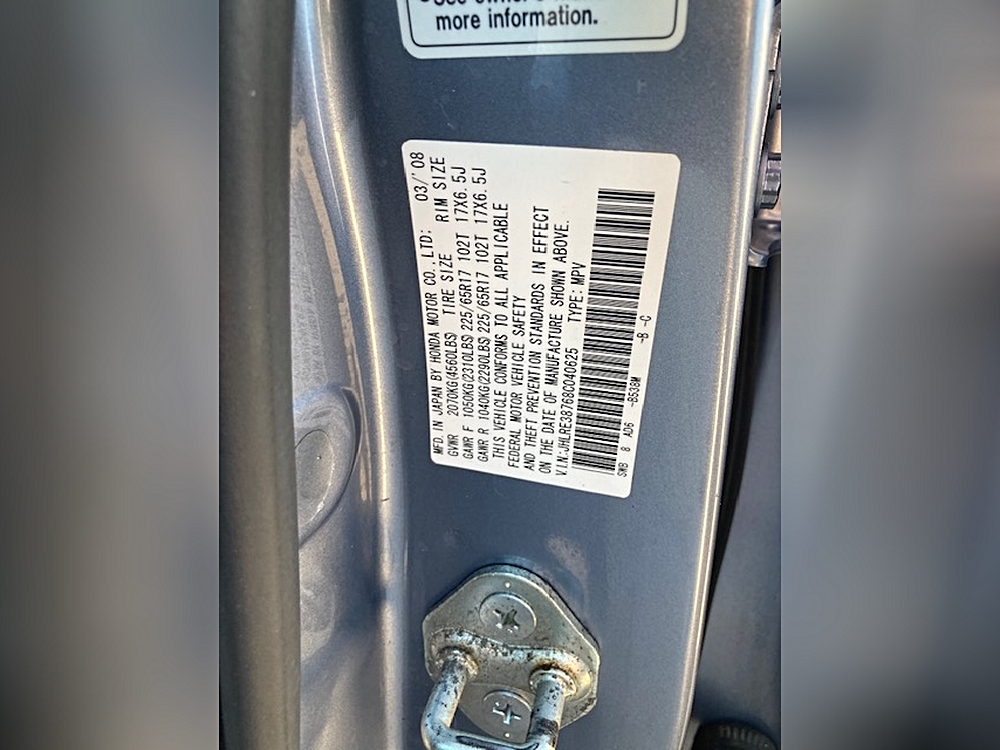 more information.
MFD. IN JAPAN BY HONDA MOTOR CO., LTD. 03/'08
GVWR 2070KG(4560LBS) TIRE SIZE RIM SIZE
GAWR F 1050KG(2310LBS) 225/65R17 102T 17X6.5J
GAWR R 1040KG(2290LBS) 225/65R17 102T 17X6.5J
THIS VEHICLE CONFORMS TO ALL APPLICABLE
FEDERAL MOTOR VEHICLE SAFETY
AND THEFT PREVENTION STANDARDS IN EFFECT
ON THE DATE OF MANUFACTURE SHOWN ABOVE.
V.I.N.:JHLRE38768C040625 TYPE: MPV
SWB 8 AD6 -B538M -B -C